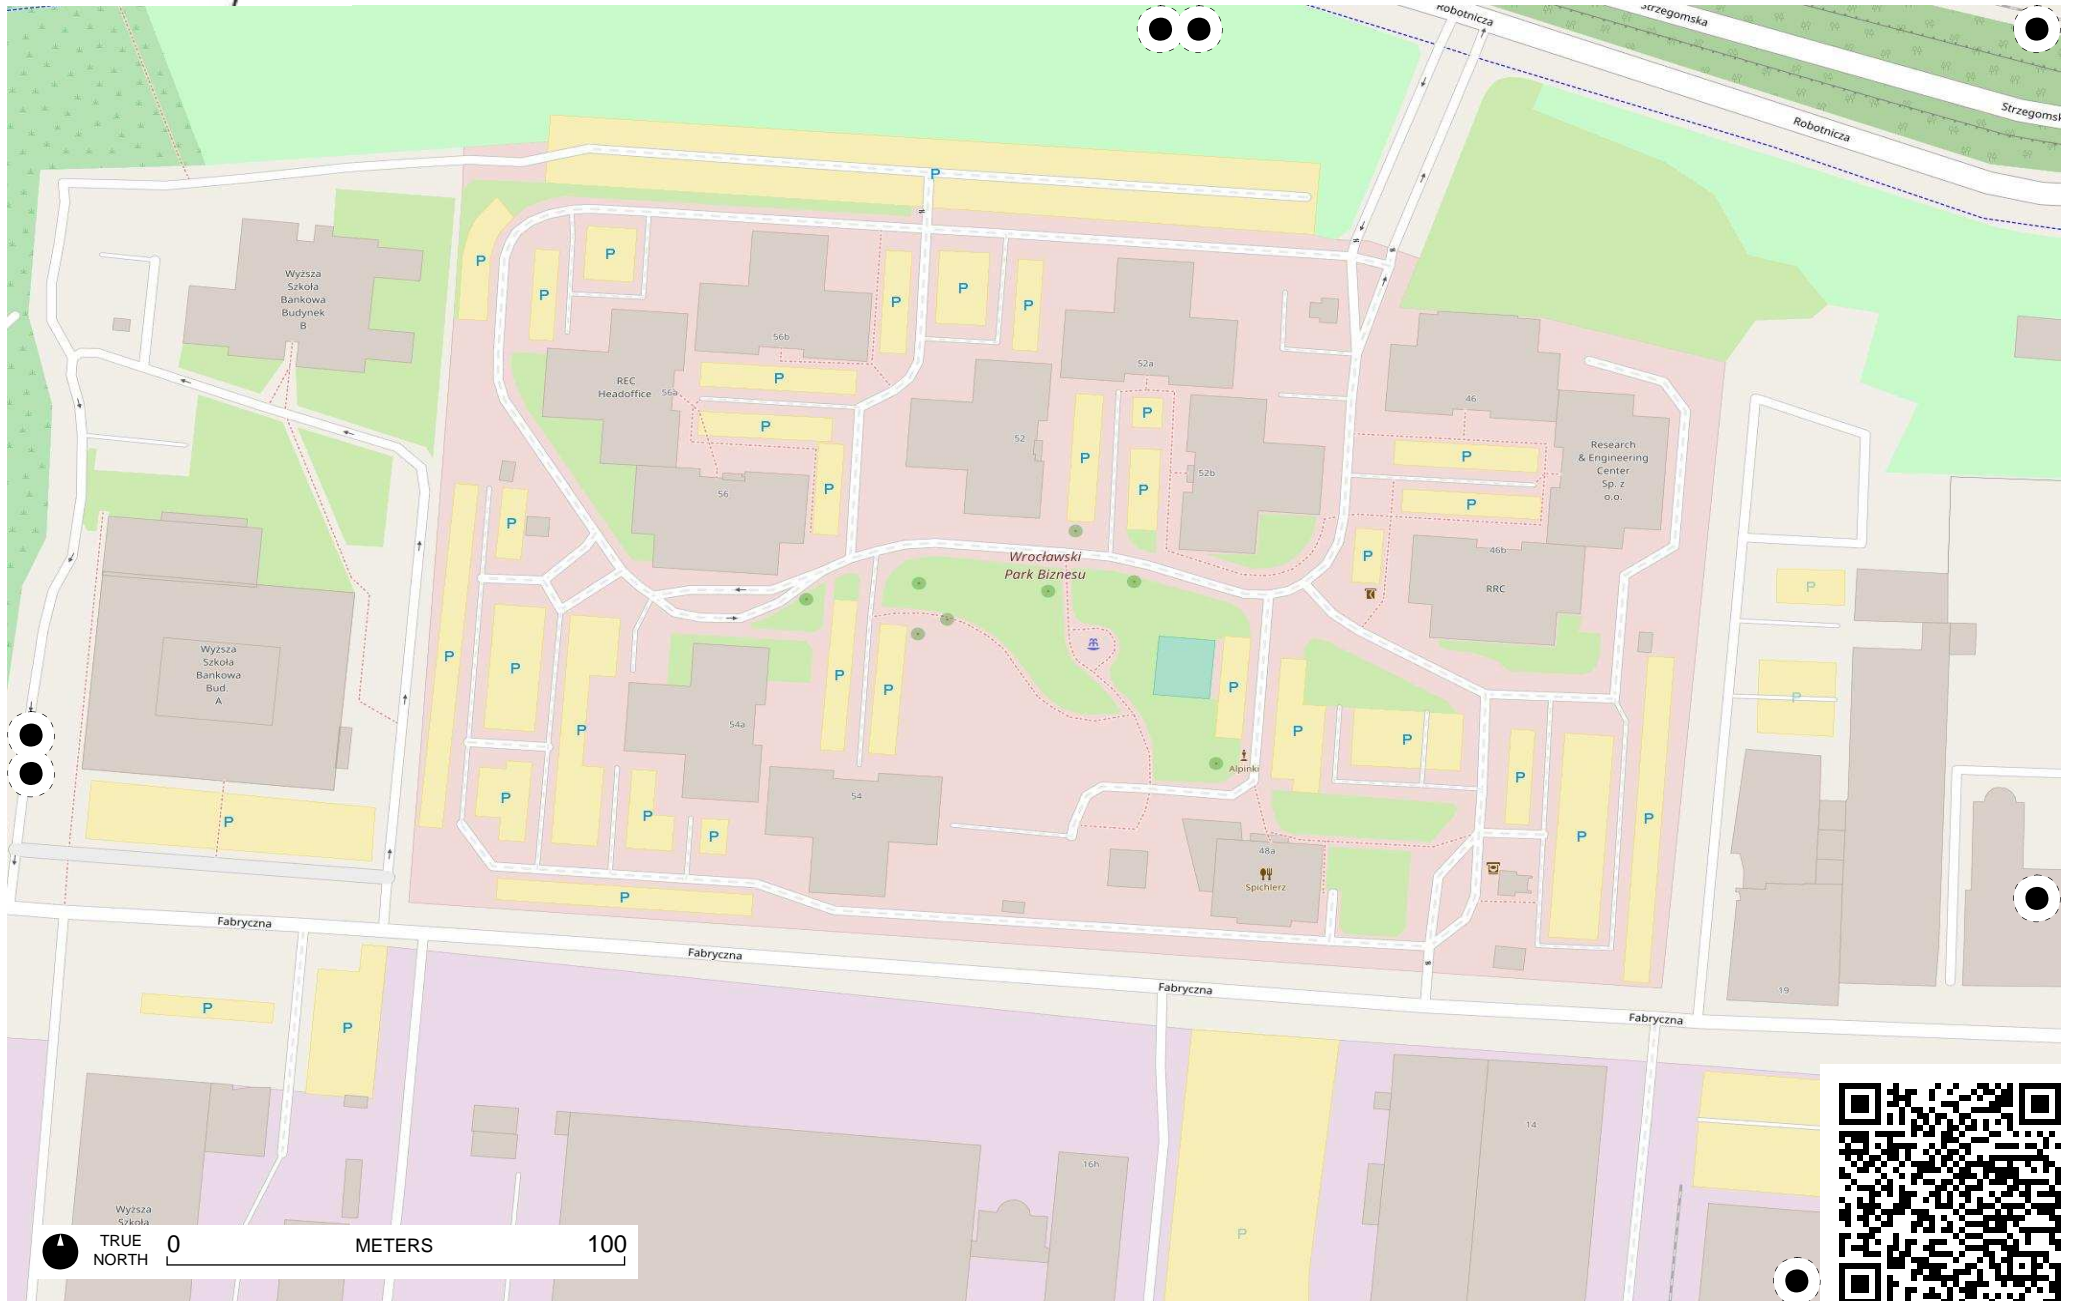 Robotnicza
Strzegomska
Strzegomsk
Robotnicza
P
Wyższa
Szkoła
Bankowa
Budynek
B
P
P
P
P
P
P
56b
52a
REC
Headoffice
56a
P
P
P
46
52
P
P
P
52b
Research
& Engineering
Center
Sp. z
o.o.
P
P
56
P
P
P
Wrocławski
Park Biznesu
46b
RRC
P
P
Wyższa
Szkoła
Bankowa
Bud.
A
P
P
P
P
P
P
54a
P
P
P
Alpinki
P
P
54
P
P
P
P
P
P
48a
Spichlerz
P
Fabryczna
Fabryczna
Fabryczna
Fabryczna
19
P
P
14
16h
P
Wyższa
Szkoła
TRUE
NORTH
0 METERS 100